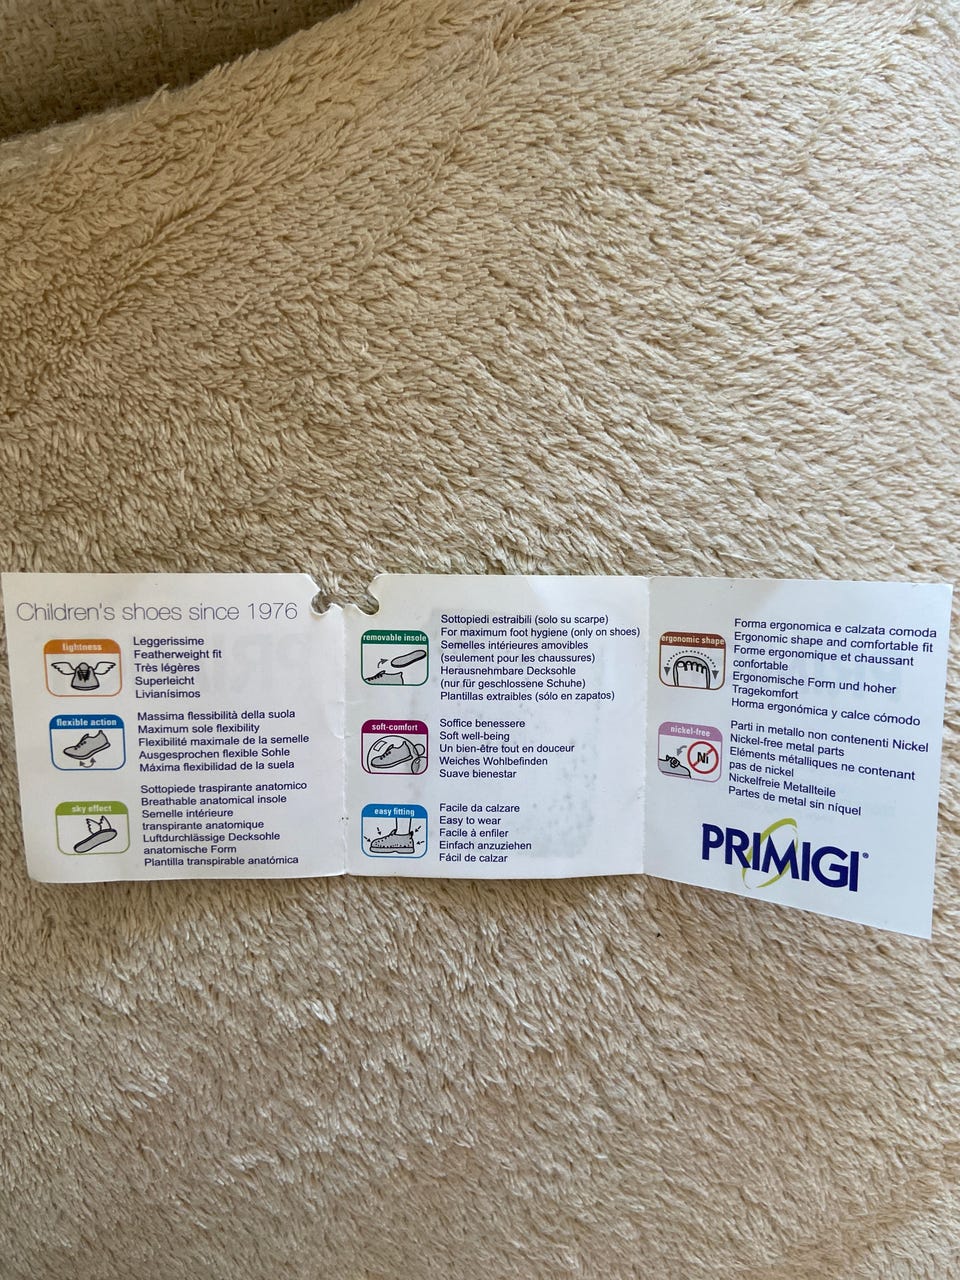 Children's shoes since 1976
lightness
Leggerissime
Featherweight fit
Très légéres
Superleicht
Livianísimos
flexible action
Massima flessibilità della suola
Maximum sole flexibility
Flexibilité maximale de la semelle
Ausgesprochen flexible Sohle
Máxima flexibilidad de la suela
sky effect
Sottopiede traspirante anatomico
Breathable anatomical insole
Semelle intérieure
transpirante anatomique
Luftdurchlässige Decksohle
anatomische Form
Plantilla transpirable anatómica
removable insole
Sottopiedi estraibili (solo su scarpe)
For maximum foot hygiene (only on shoes)
Semelles intérieures amovibles
(seulement pour les chaussures)
Herausnehmbare Decksohle
(nur für geschlossene Schuhe)
Plantillas extraibles (sólo en zapatos)
soft-comfort
Soffice benessere
Soft well-being
Un bien-être tout en douceur
Weiches Wohlbefinden
Suave bienestar
easy fitting
Facile da calzare
Easy to wear
Facile à enfiler
Einfach anzuziehen
Fácil de calzar
ergonomic shape
Forma ergonomica e calzata comoda
Ergonomic shape and comfortable fit
Forme ergonomique et chaussant
confortable
Ergonomische Form und hoher
Tragekomfort
Horma ergonómica y calce cómodo
nickel-free
Ni
Parti in metallo non contenenti Nickel
Nickel-free metal parts
Eléments métalliques ne contenant
pas de nickel
Nickelfreie Metallteile
Partes de metal sin níquel
PRIMIGI®